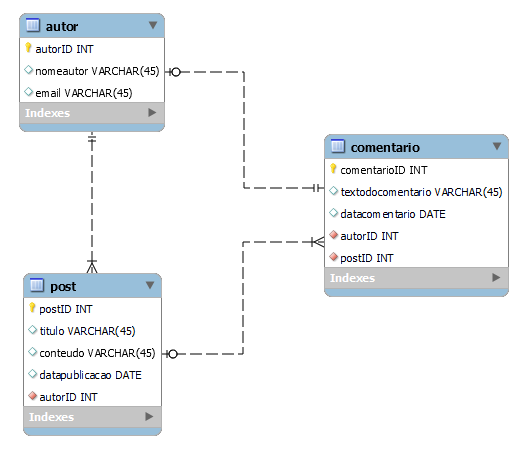 autor
autorID INT
nomeautor VARCHAR(45)
email VARCHAR(45)
Indexes
comentario
comentarioID INT
textodocomentario VARCHAR(45)
datacomentario DATE
autorID INT
postID INT
Indexes
post
postID INT
titulo VARCHAR(45)
conteudo VARCHAR(45)
datapublicacao DATE
autorID INT
Indexes